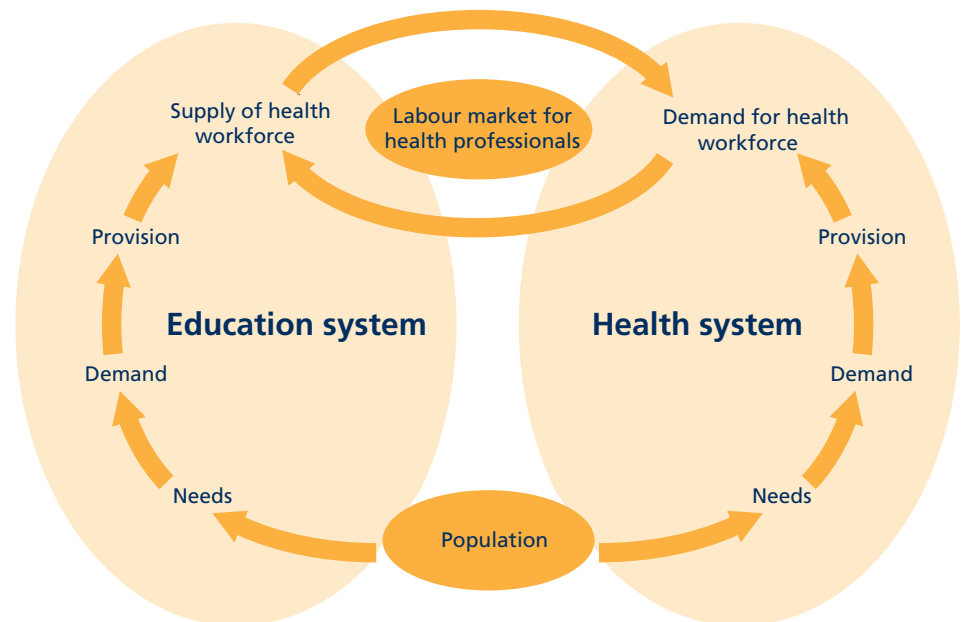 Supply of health
workforce
Labour market for
health professionals
Demand for health
workforce
Provision
Provision
Education system
Health system
Demand
Demand
Needs
Needs
Population